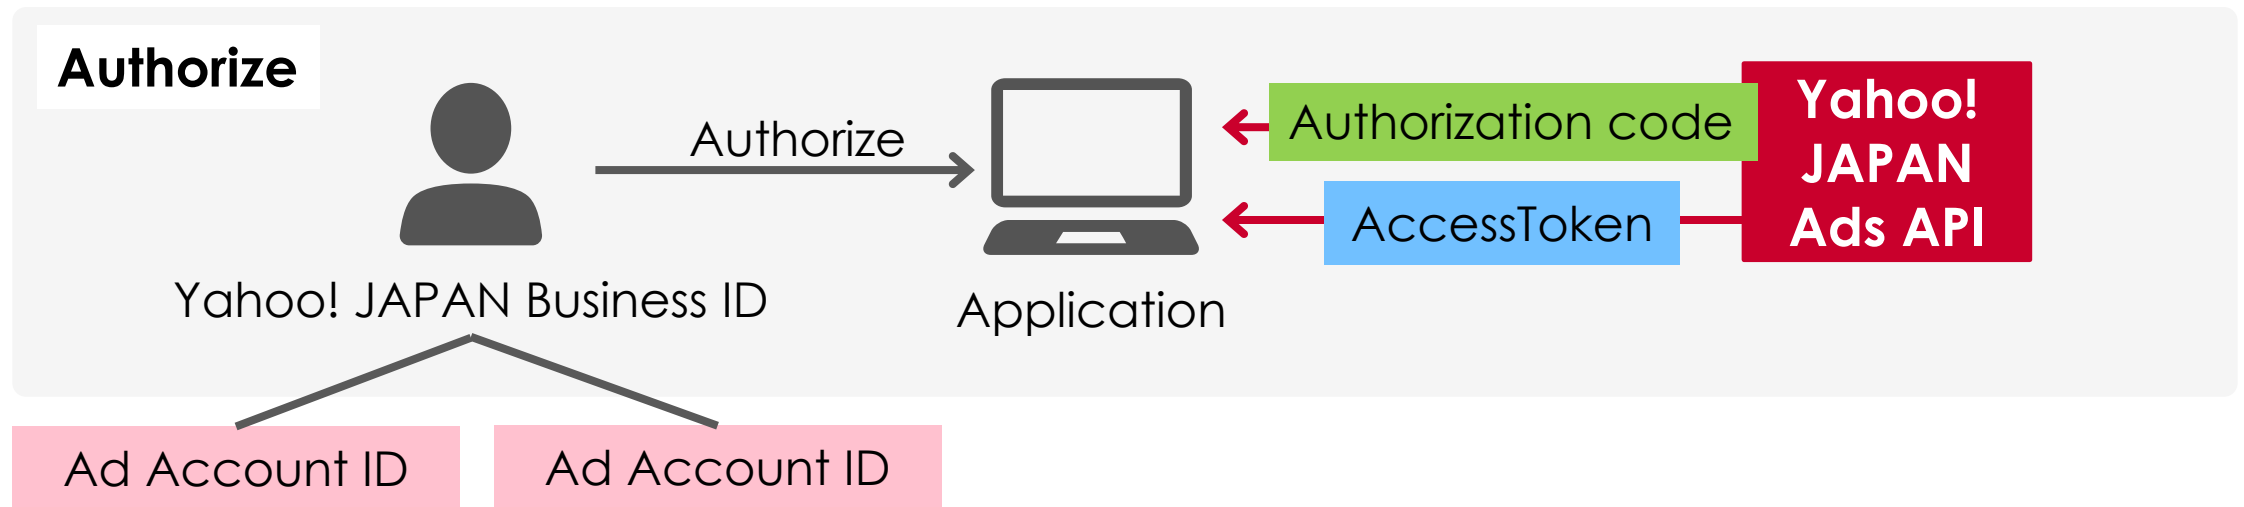 Authorize
Authorize
Yahoo! JAPAN Business ID
Application
Authorization code
AccessToken
Yahoo!
JAPAN
Ads API
Ad Account ID
Ad Account ID